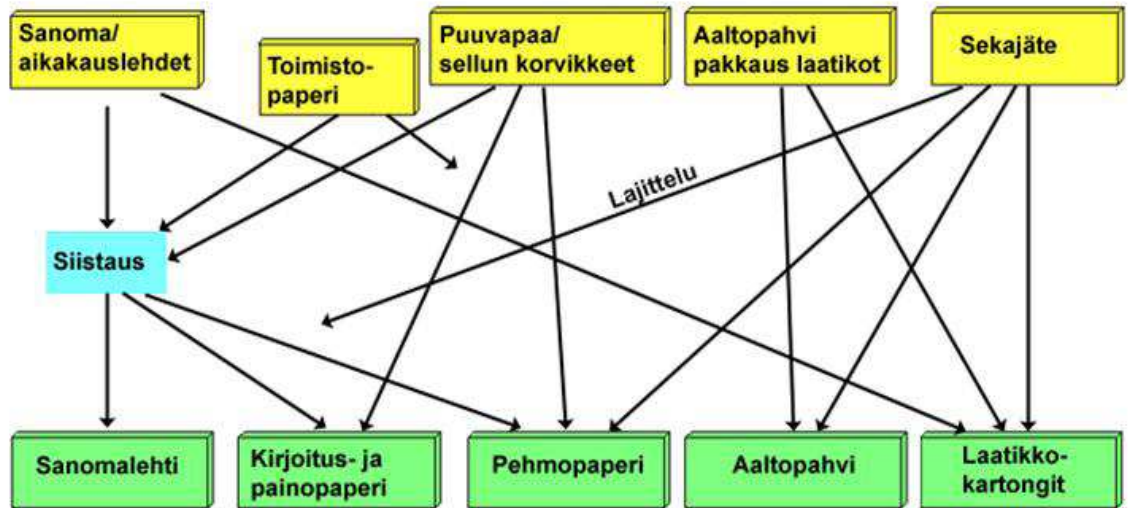 Sanoma/
aikakauslehdet
Toimisto-
paperi
Puuvapaa/
sellun korvikkeet
Aaltopahvi
pakkaus laatikot
Sekajäte
Lajittelu
Siistaus
Sanomalehti
Kirjoitus- ja
painopaperi
Pehmopaperi
Aaltopahvi
Laatikko-
kartongit